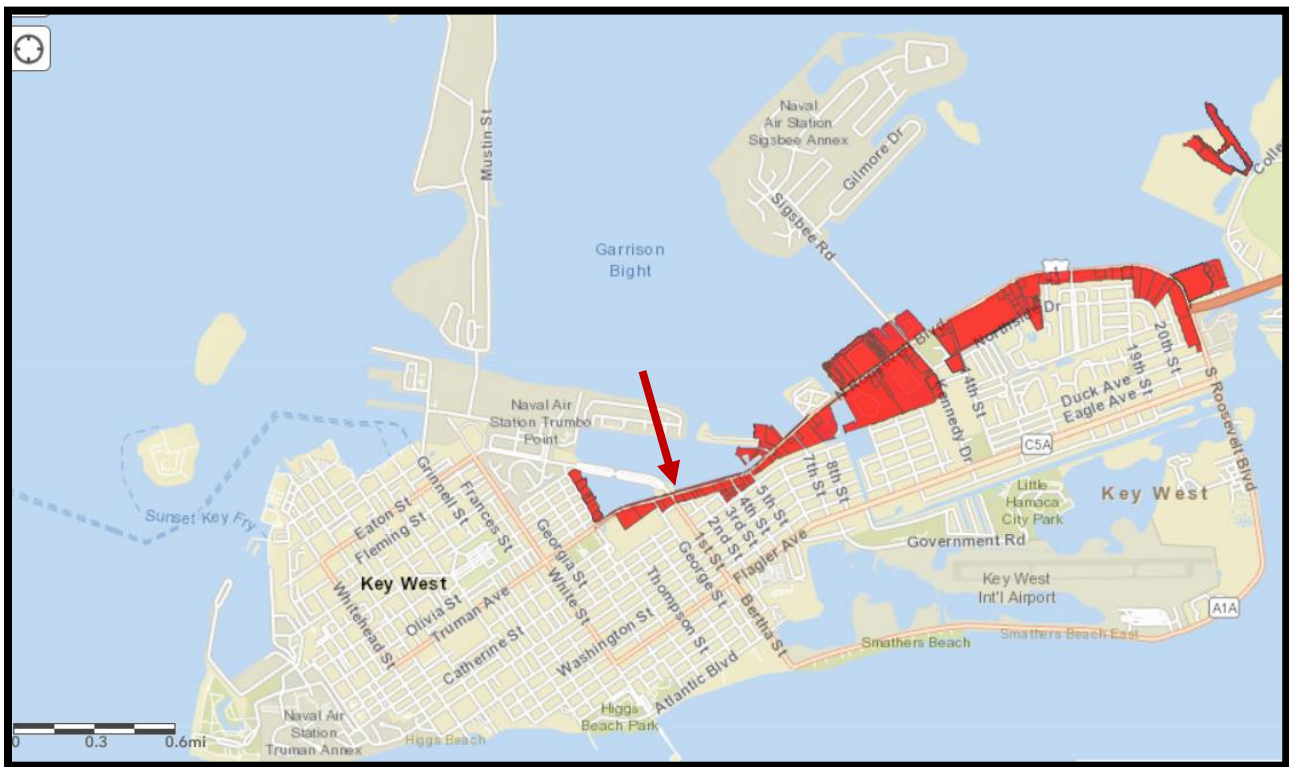 Mustin St
Naval
Air Station
Sigsbee Annex
Gilmore Dr
Sigsbee Rd
Garrison
Bight
1
Northside Dr
Blvd
20th St
19th St
14th St
Kennedy Dr
Duck Ave
Eagle Ave
S Roosevelt Blvd
C5A
Naval Air
Station Trumbo
Point
7th St
8th St
5th St
4th St
3rd St
2nd St
1st St
George St
Flagler Ave
Little
Hamaca
City Park
Key West
Government Rd
Key West
Int'l Airport
A1A
Sunset Key Fry
Grinnell St
Frances St
Eaton St
Fleming St
Georgia St
White St
Key West
Olivia St
Truman Ave
Whitehead St
Catherine St
Washington St
Thompson St
Bertha St
Atlantic Blvd
Smathers Beach
Smathers Beach East
Higgs
Beach Park
Higgs Beach
Naval Air
Station
Truman Annex
0 0.3 0.6mi